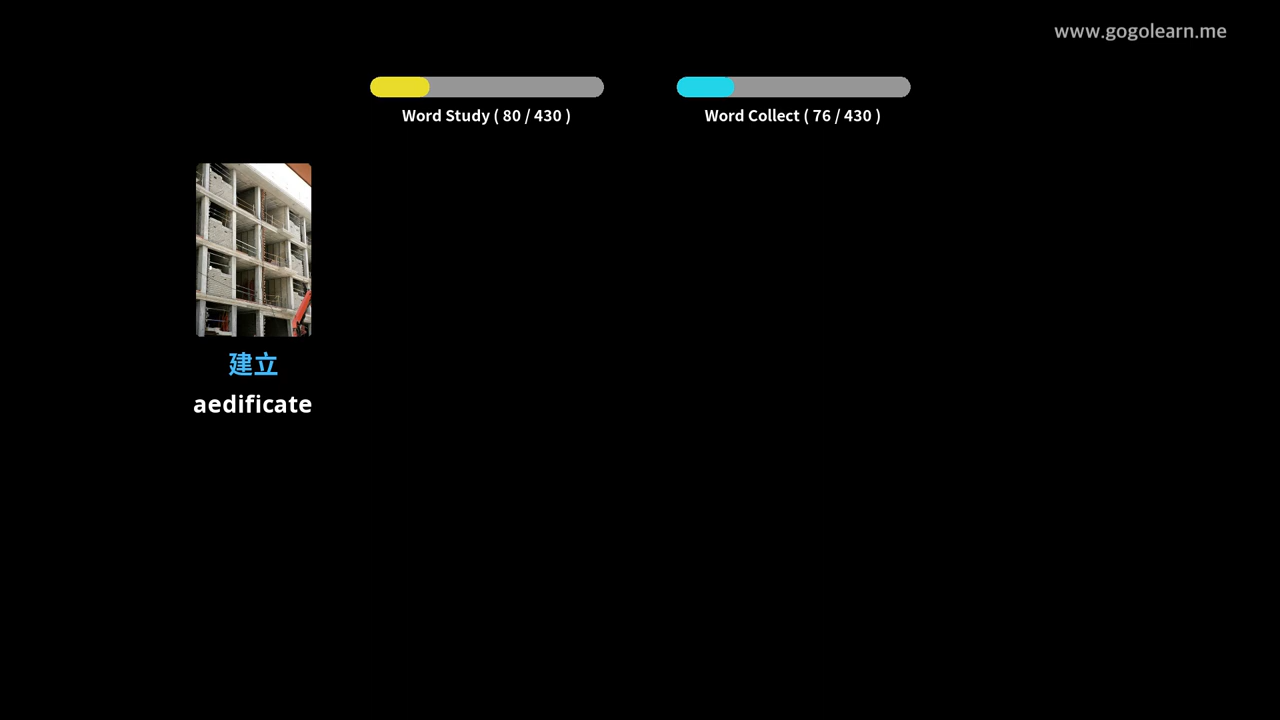 www.gogolearn.me
Word Study ( 80 / 430 )
Word Collect ( 76 / 430 )
建立
aedificate